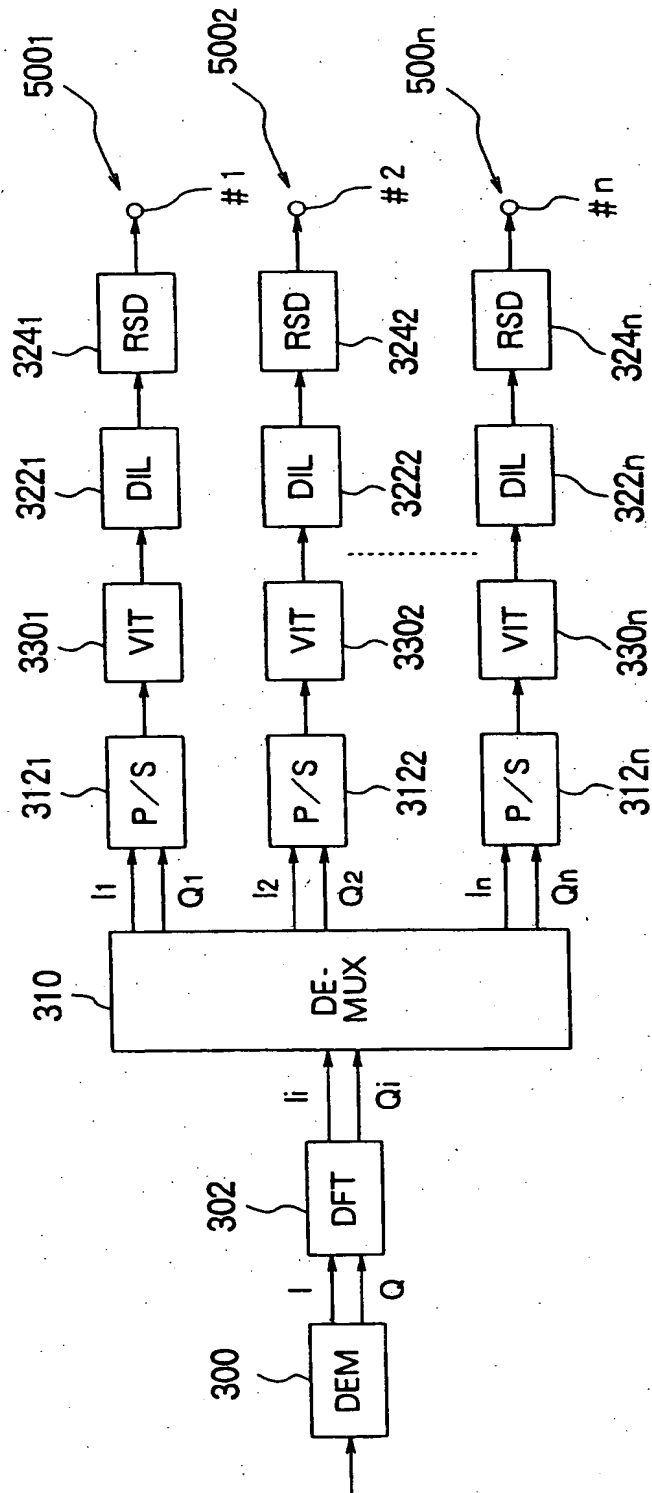 300
DEM
I
Q
302
DFT
Ii
Qi
310
DE-
MUX
I1
Q1
3121
P/S
3301
VIT
3221
DIL
3241
RSD
5001
#1
I2
Q2
3122
P/S
3302
VIT
3222
DIL
3242
RSD
5002
#2
In
Qn
312n
P/S
330n
VIT
322n
DIL
324n
RSD
500n
#n